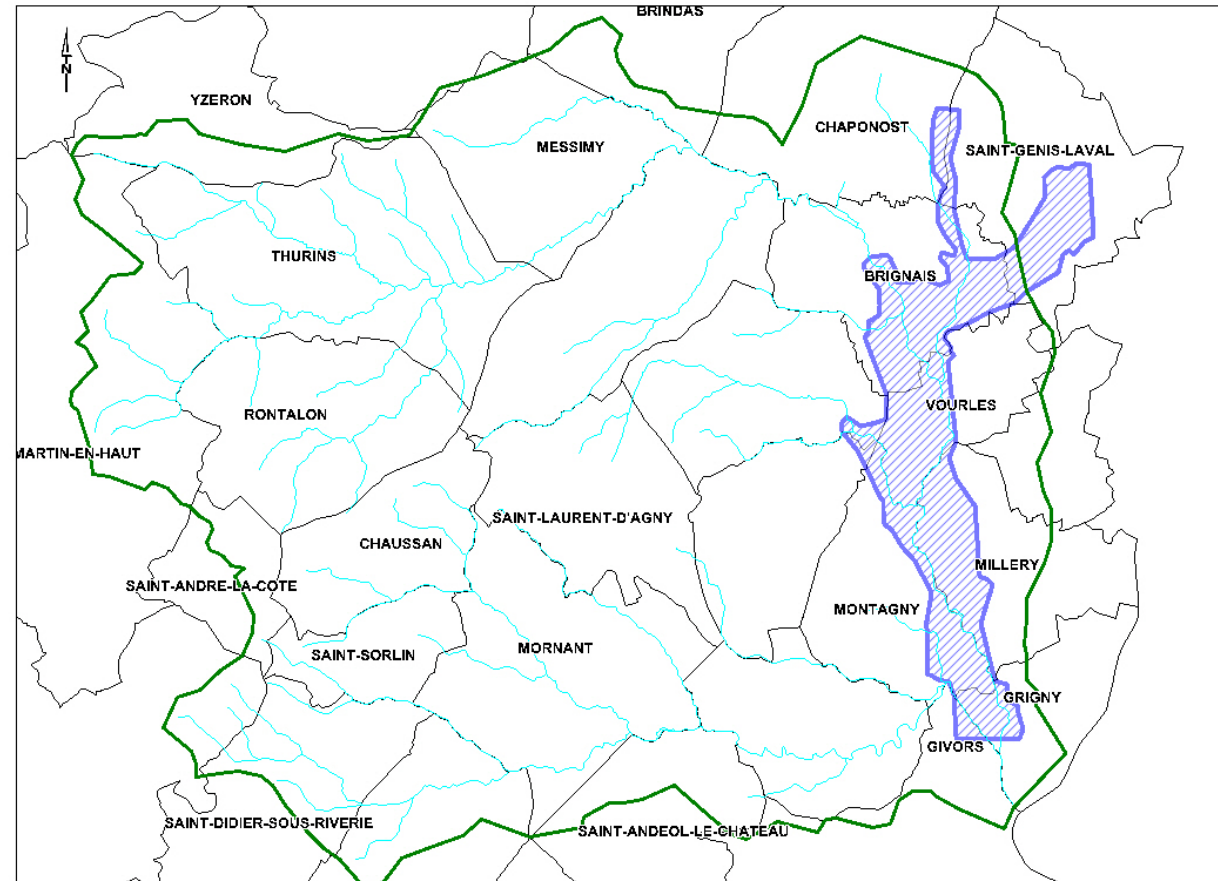 BRINDAS
N
YZERON
CHAPONOST
MESSIMY
SAINT-GENIS-LAVAL
THURINS
BRIGNAIS
VOURLES
RONTALON
MARTIN-EN-HAUT
SAINT-LAURENT-D'AGNY
CHAUSSAN
MILLERY
SAINT-ANDRE-LA-COTE
MONTAGNY
SAINT-SORLIN
MORNANT
GRIGNY
GIVORS
SAINT-DIDIER-SOUS-RIVERIE
SAINT-ANDEOL-LE-CHATEAU